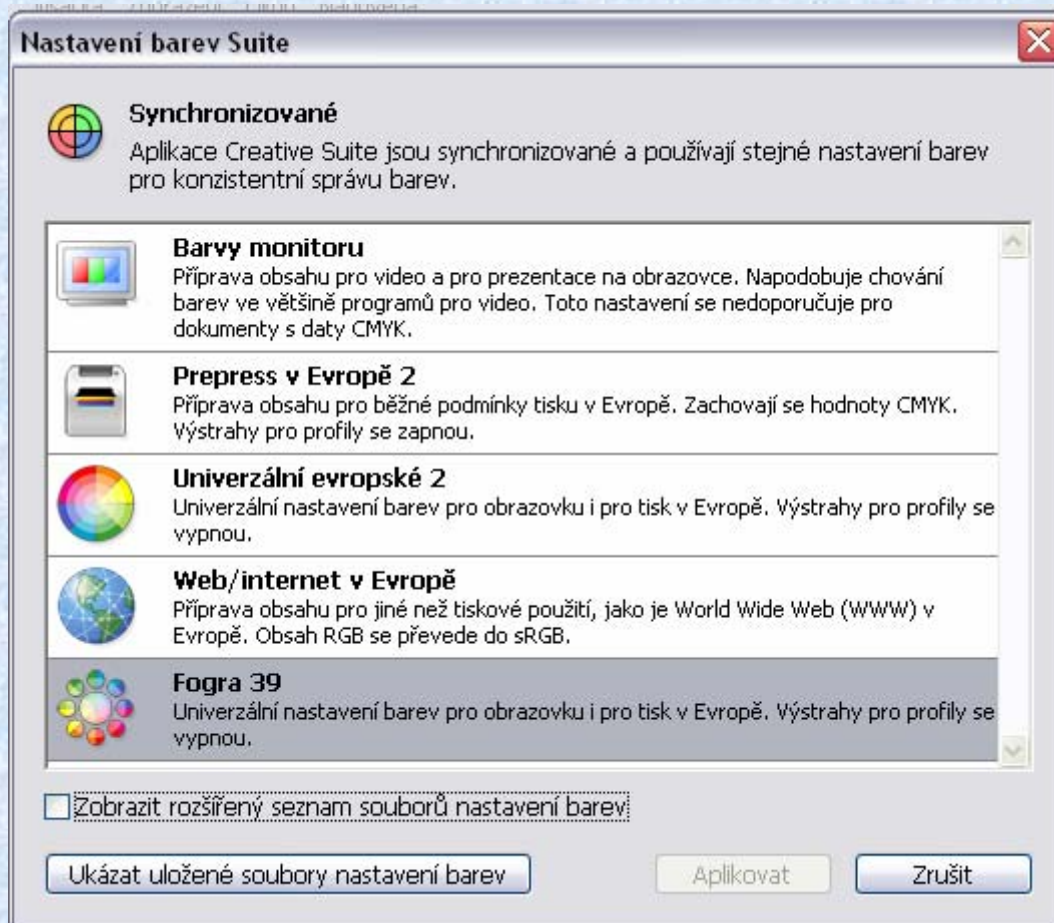 Nastavení barev Suite
Synchronizované
Aplikace Creative Suite jsou synchronizované a používají stejné nastavení barev
pro konzistentní správu barev.
Barvy monitoru
Příprava obsahu pro video a pro prezentace na obrazovce. Napodobuje chování
barev ve většině programů pro video. Toto nastavení se nedoporučuje pro
dokumenty s daty CMYK.
Prepress v Evropě 2
Příprava obsahu pro běžné podmínky tisku v Evropě. Zachovají se hodnoty CMYK.
Výstrahy pro profily se zapnou.
Univerzální evropské 2
Univerzální nastavení barev pro obrazovku i pro tisk v Evropě. Výstrahy pro profily se
vypnou.
Web/internet v Evropě
Příprava obsahu pro jiné než tiskové použití, jako je World Wide Web (WWW) v
Evropě. Obsah RGB se převede do sRGB.
Fogra 39
Univerzální nastavení barev pro obrazovku i pro tisk v Evropě. Výstrahy pro profily se
vypnou.
Zobrazit rozšířený seznam souborů nastavení barev
Ukázat uložené soubory nastavení barev
Aplikovat
Zrušit